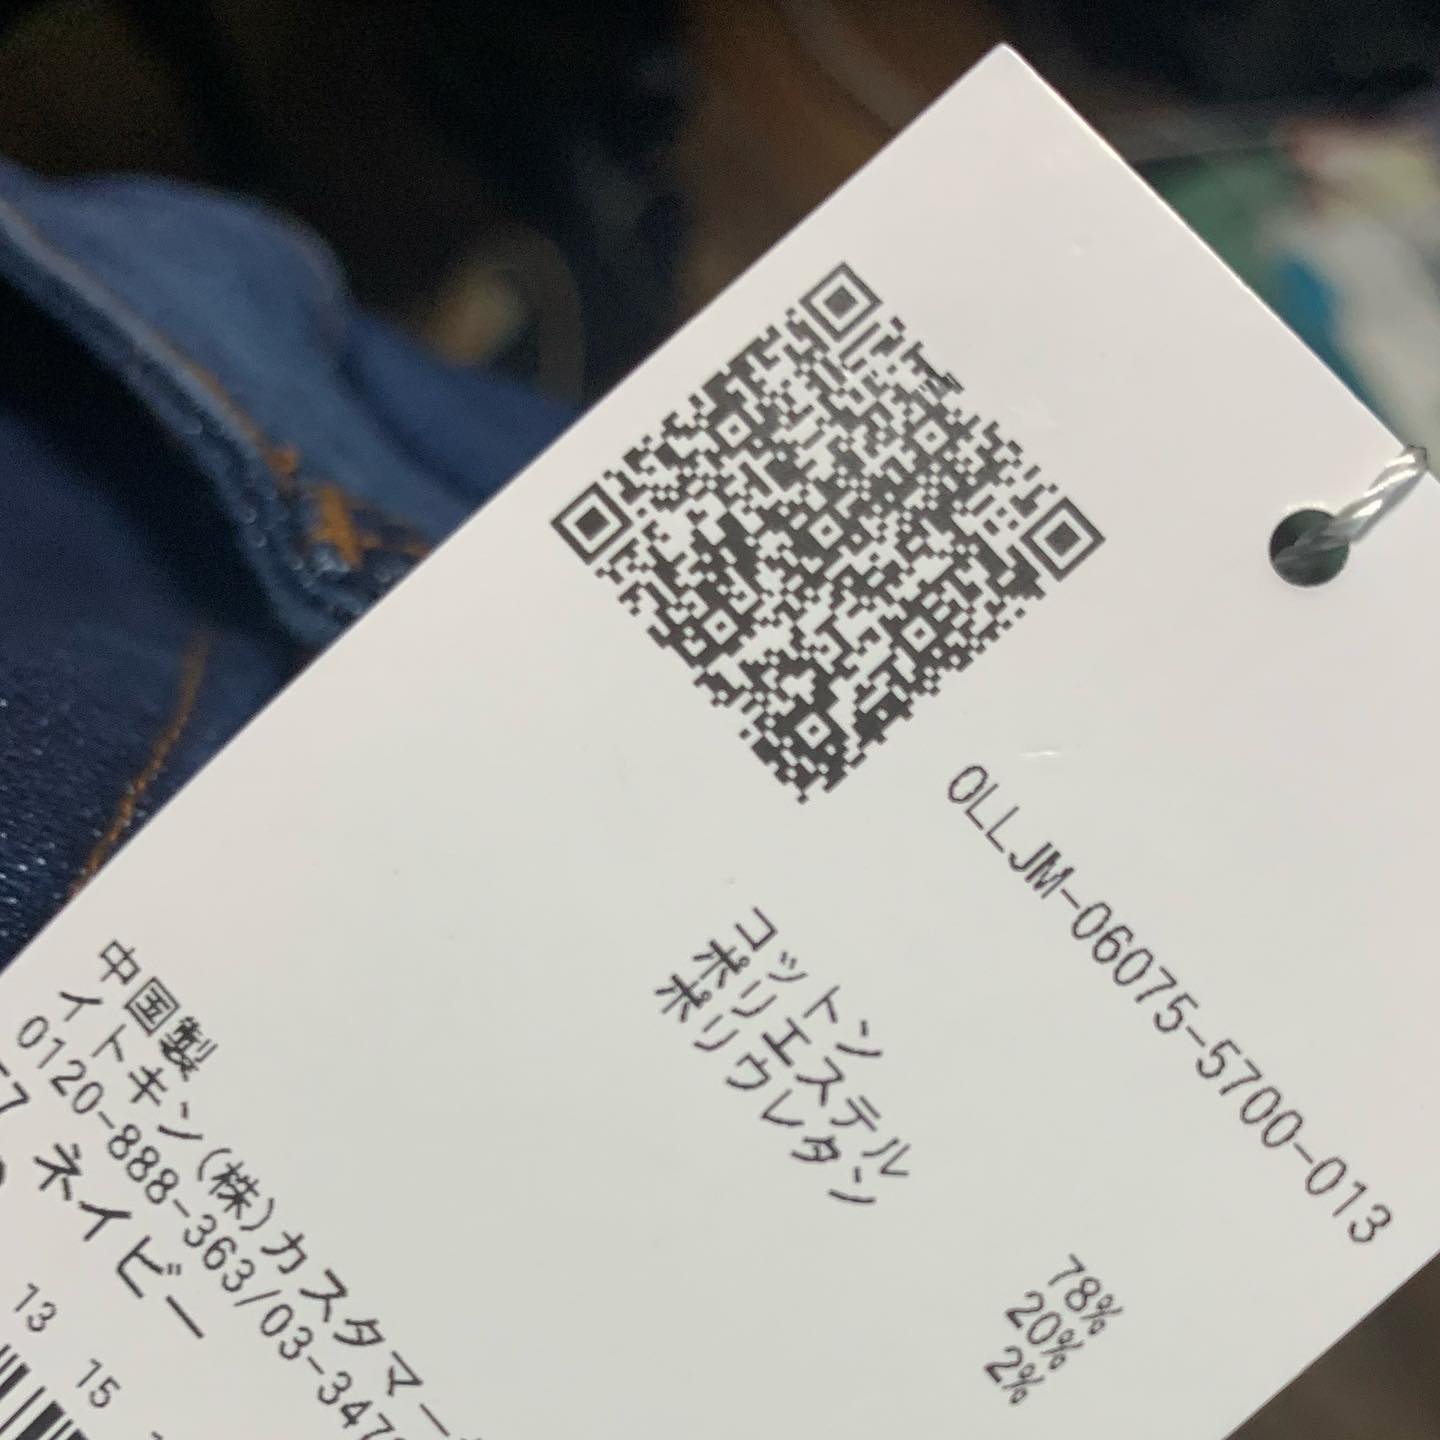 OLLJM-06075-5700-013
コットン 78%
ポリエステル 20%
ポリウレタン 2%
中国製
イトキン(株)カスタマー
0120-888-363/03-347
57 ネイビー
13 15